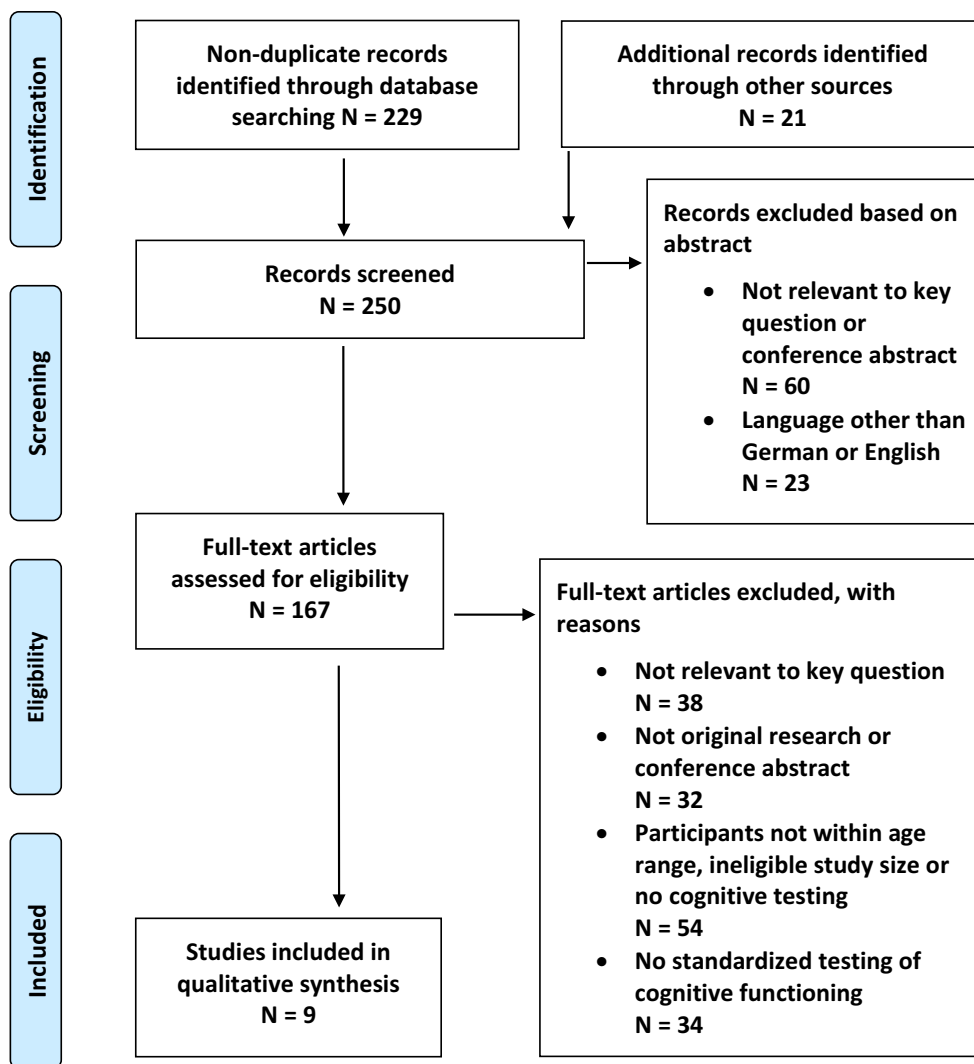 Identification
Non-duplicate records
identified through database
searching N = 229
Additional records identified
through other sources
N = 21
Screening
Records screened
N = 250
Records excluded based on
abstract
• Not relevant to key
question or
conference abstract
N = 60
• Language other than
German or English
N = 23
Eligibility
Full-text articles
assessed for eligibility
N = 167
Full-text articles excluded, with
reasons
• Not relevant to key question
N = 38
• Not original research or
conference abstract
N = 32
• Participants not within age
range, ineligible study size or
no cognitive testing
N = 54
• No standardized testing of
cognitive functioning
N = 34
Included
Studies included in
qualitative synthesis
N = 9